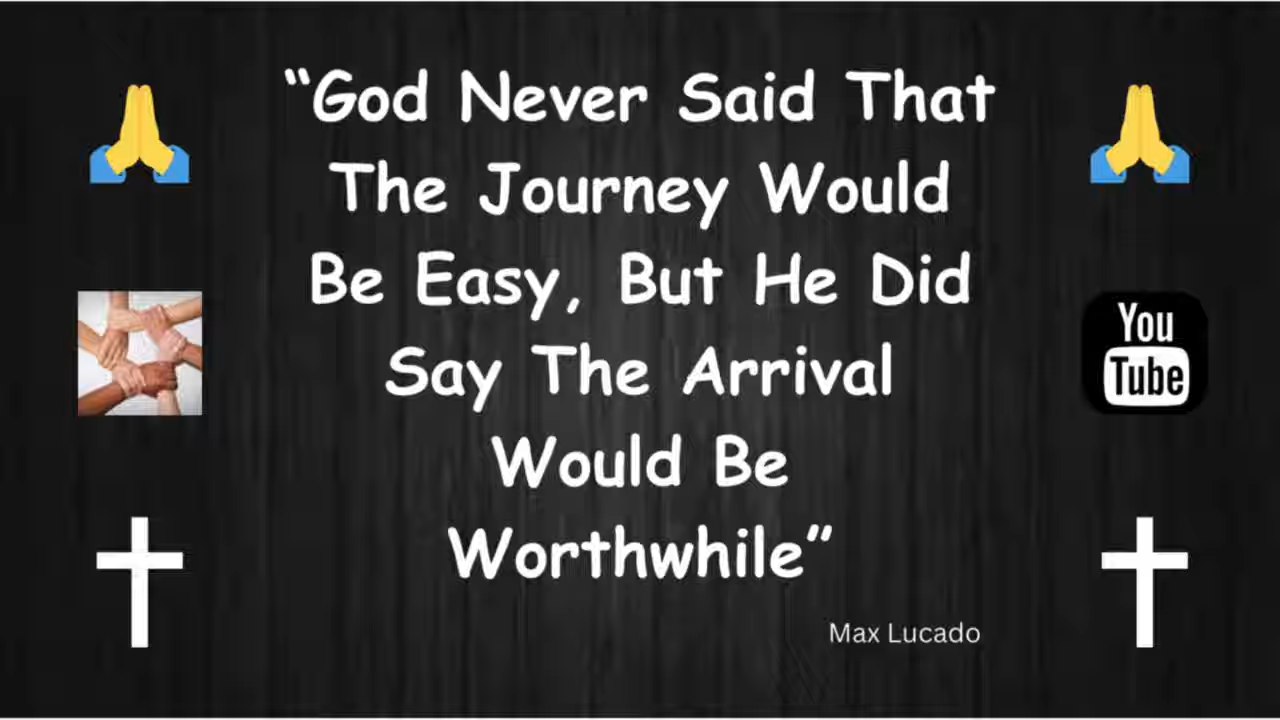 “God Never Said That
The Journey Would
Be Easy, But He Did
Say The Arrival
Would Be
Worthwhile”
Max Lucado
You
Tube